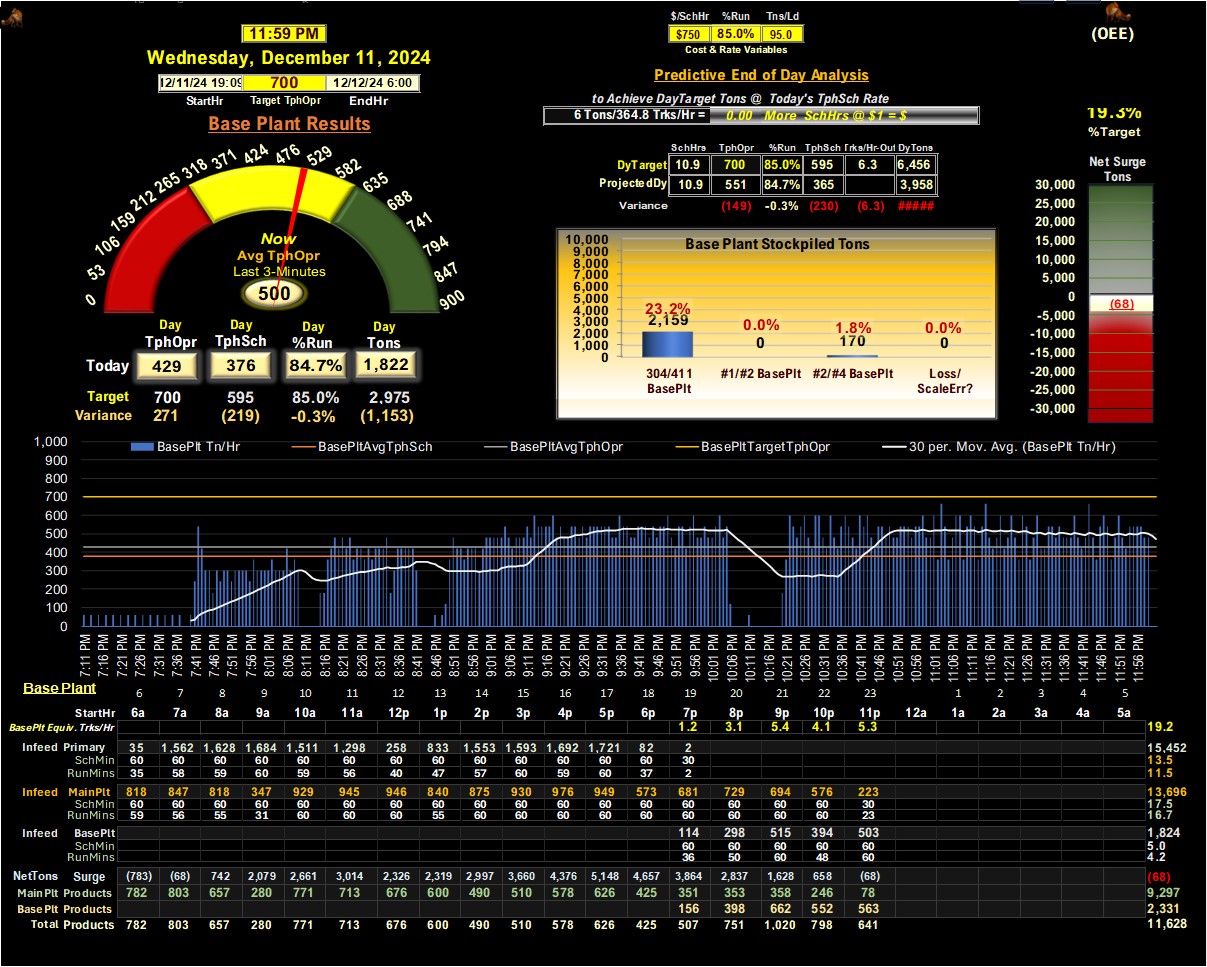 $/SchHr %Run Tns/Ld
$750 85.0% 95.0
Cost & Rate Variables
(OEE)
11:59 PM
Wednesday, December 11, 2024
12/11/24 19:09 700 12/12/24 6:00
StartHr Target TphOpr EndHr
Base Plant Results
Predictive End of Day Analysis
to Achieve DayTarget Tons @ Today's TphSch Rate
6 Tons/364.8 Trks/Hr = 0.00 More SchHrs @ $1 = $
19.3%
%Target
SchHrs TphOpr %Run TphSch Trks/Hr-Out DyTons
DyTarget 10.9 700 85.0% 595 6.3 6,456
ProjectedDy 10.9 551 84.7% 365 3,958
Variance (149) -0.3% (230) (6.3) #####
0 53 106 159 212 265 318 371 424 476 529 582 635 688 741 794 847 900
Now
Avg TphOpr
Last 3-Minutes
500
Day Day Day Day
TphOpr TphSch %Run Tons
Today 429 376 84.7% 1,822
Target 700 595 85.0% 2,975
Variance 271 (219) -0.3% (1,153)
Base Plant Stockpiled Tons
10,000
9,000
8,000
7,000
6,000
5,000
4,000
3,000
2,000
1,000
0
23.2% 0.0% 1.8% 0.0%
2,159 0 170 0
304/411 #1/#2 BasePlt #2/#4 BasePlt Loss/
BasePlt ScaleErr?
Net Surge
Tons
30,000
25,000
20,000
15,000
10,000
5,000
0
(68)
-5,000
-10,000
-15,000
-20,000
-25,000
-30,000
BasePlt Tn/Hr BasePltAvgTphSch BasePltAvgTphOpr BasePltTargetTphOpr 30 per. Mov. Avg. (BasePlt Tn/Hr)
1,000
900
800
700
600
500
400
300
200
100
0
7:11 PM 7:16 PM 7:21 PM 7:26 PM 7:31 PM 7:36 PM 7:41 PM 7:46 PM 7:51 PM 7:56 PM 8:01 PM 8:06 PM 8:11 PM 8:16 PM 8:21 PM 8:26 PM 8:31 PM 8:36 PM 8:41 PM 8:46 PM 8:51 PM 8:56 PM 9:01 PM 9:06 PM 9:11 PM 9:16 PM 9:21 PM 9:26 PM 9:31 PM 9:36 PM 9:41 PM 9:46 PM 9:51 PM 9:56 PM 10:01 PM 10:06 PM 10:11 PM 10:16 PM 10:21 PM 10:26 PM 10:31 PM 10:36 PM 10:41 PM 10:46 PM 10:51 PM 10:56 PM 11:01 PM 11:06 PM 11:11 PM 11:16 PM 11:21 PM 11:26 PM 11:31 PM 11:36 PM 11:41 PM 11:46 PM 11:51 PM 11:56 PM
Base Plant 6 7 8 9 10 11 12 13 14 15 16 17 18 19 20 21 22 23 1 2 3 4 5
StartHr 6a 7a 8a 9a 10a 11a 12p 1p 2p 3p 4p 5p 6p 7p 8p 9p 10p 11p 12a 1a 2a 3a 4a 5a
BasePlt Equiv. Trks/Hr 1.2 3.1 5.4 4.1 5.3 19.2
Infeed Primary 35 1,562 1,628 1,684 1,511 1,298 258 833 1,553 1,593 1,692 1,721 82 2 15,452
SchMin 60 60 60 60 60 60 60 60 60 60 60 60 60 30 13.5
RunMins 35 58 59 60 59 56 40 47 57 60 59 60 37 2 11.5
Infeed MainPlt 818 847 818 347 929 945 946 840 875 930 976 949 573 681 729 694 576 223 13,696
SchMin 60 60 60 60 60 60 60 60 60 60 60 60 60 60 60 60 60 30 17.5
RunMins 59 56 55 31 60 60 60 55 60 60 60 60 60 60 60 60 60 23 16.7
Infeed BasePlt 114 298 515 394 503 1,824
SchMin 60 60 60 60 60 5.0
RunMins 36 50 60 48 60 4.2
NetTons Surge (783) (68) 742 2,079 2,661 3,014 2,326 2,319 2,997 3,660 4,376 5,148 4,657 3,864 2,837 1,628 658 (68) (68)
MainPlt Products 782 803 657 280 771 713 676 600 490 510 578 626 425 351 353 358 246 78 9,297
BasePlt Products 156 398 662 552 563 2,331
Total Products 782 803 657 280 771 713 676 600 490 510 578 626 425 507 751 1,020 798 641 11,628